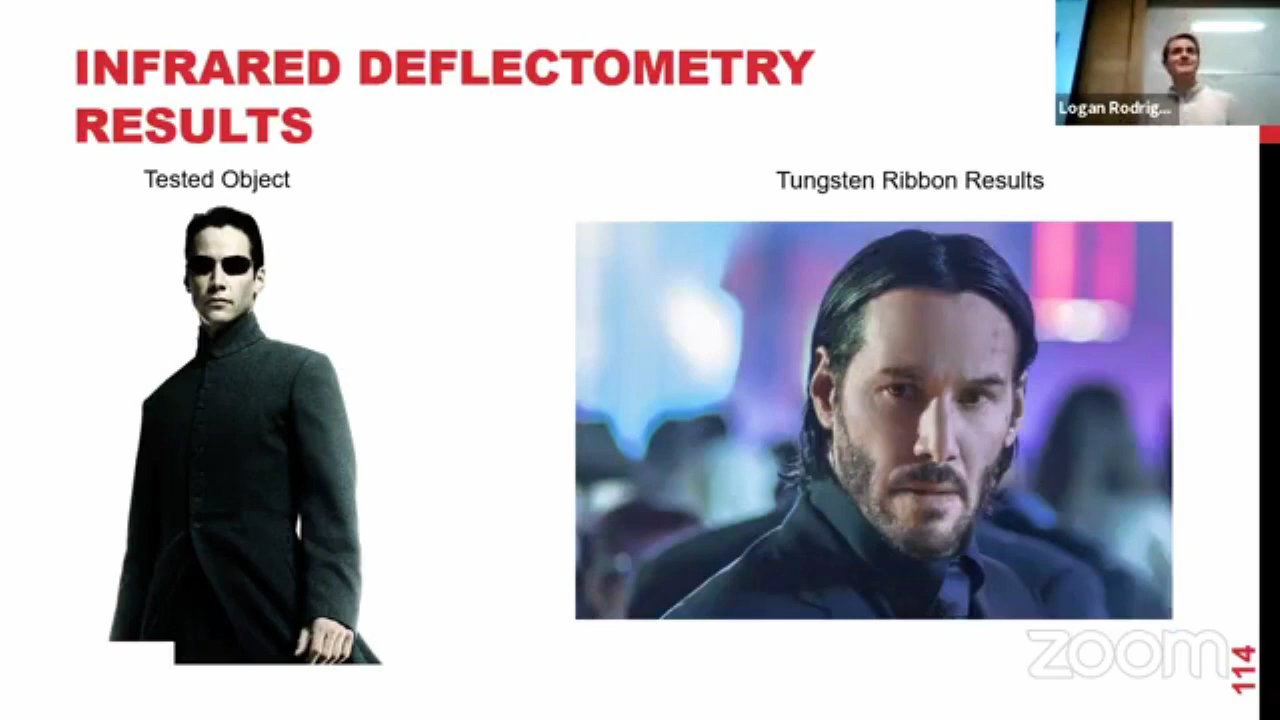 INFRARED DEFLECTOMETRY
RESULTS
Logan Rodrig...
Tested Object
Tungsten Ribbon Results
zoom
114